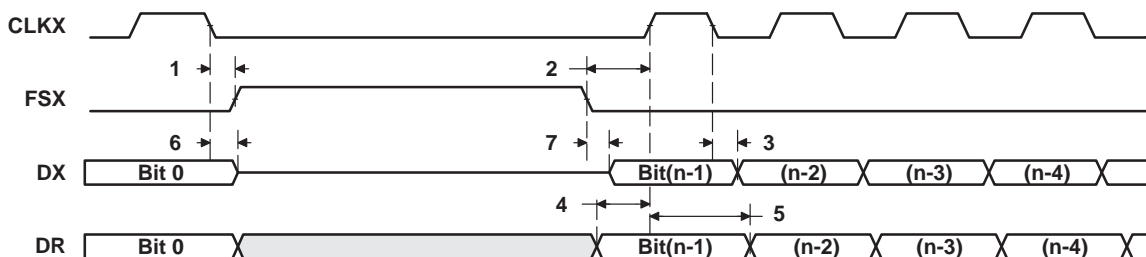 CLKX
1 2
FSX
6 7 3
DX Bit 0 Bit(n-1) (n-2) (n-3) (n-4)
4 5
DR Bit 0 Bit(n-1) (n-2) (n-3) (n-4)